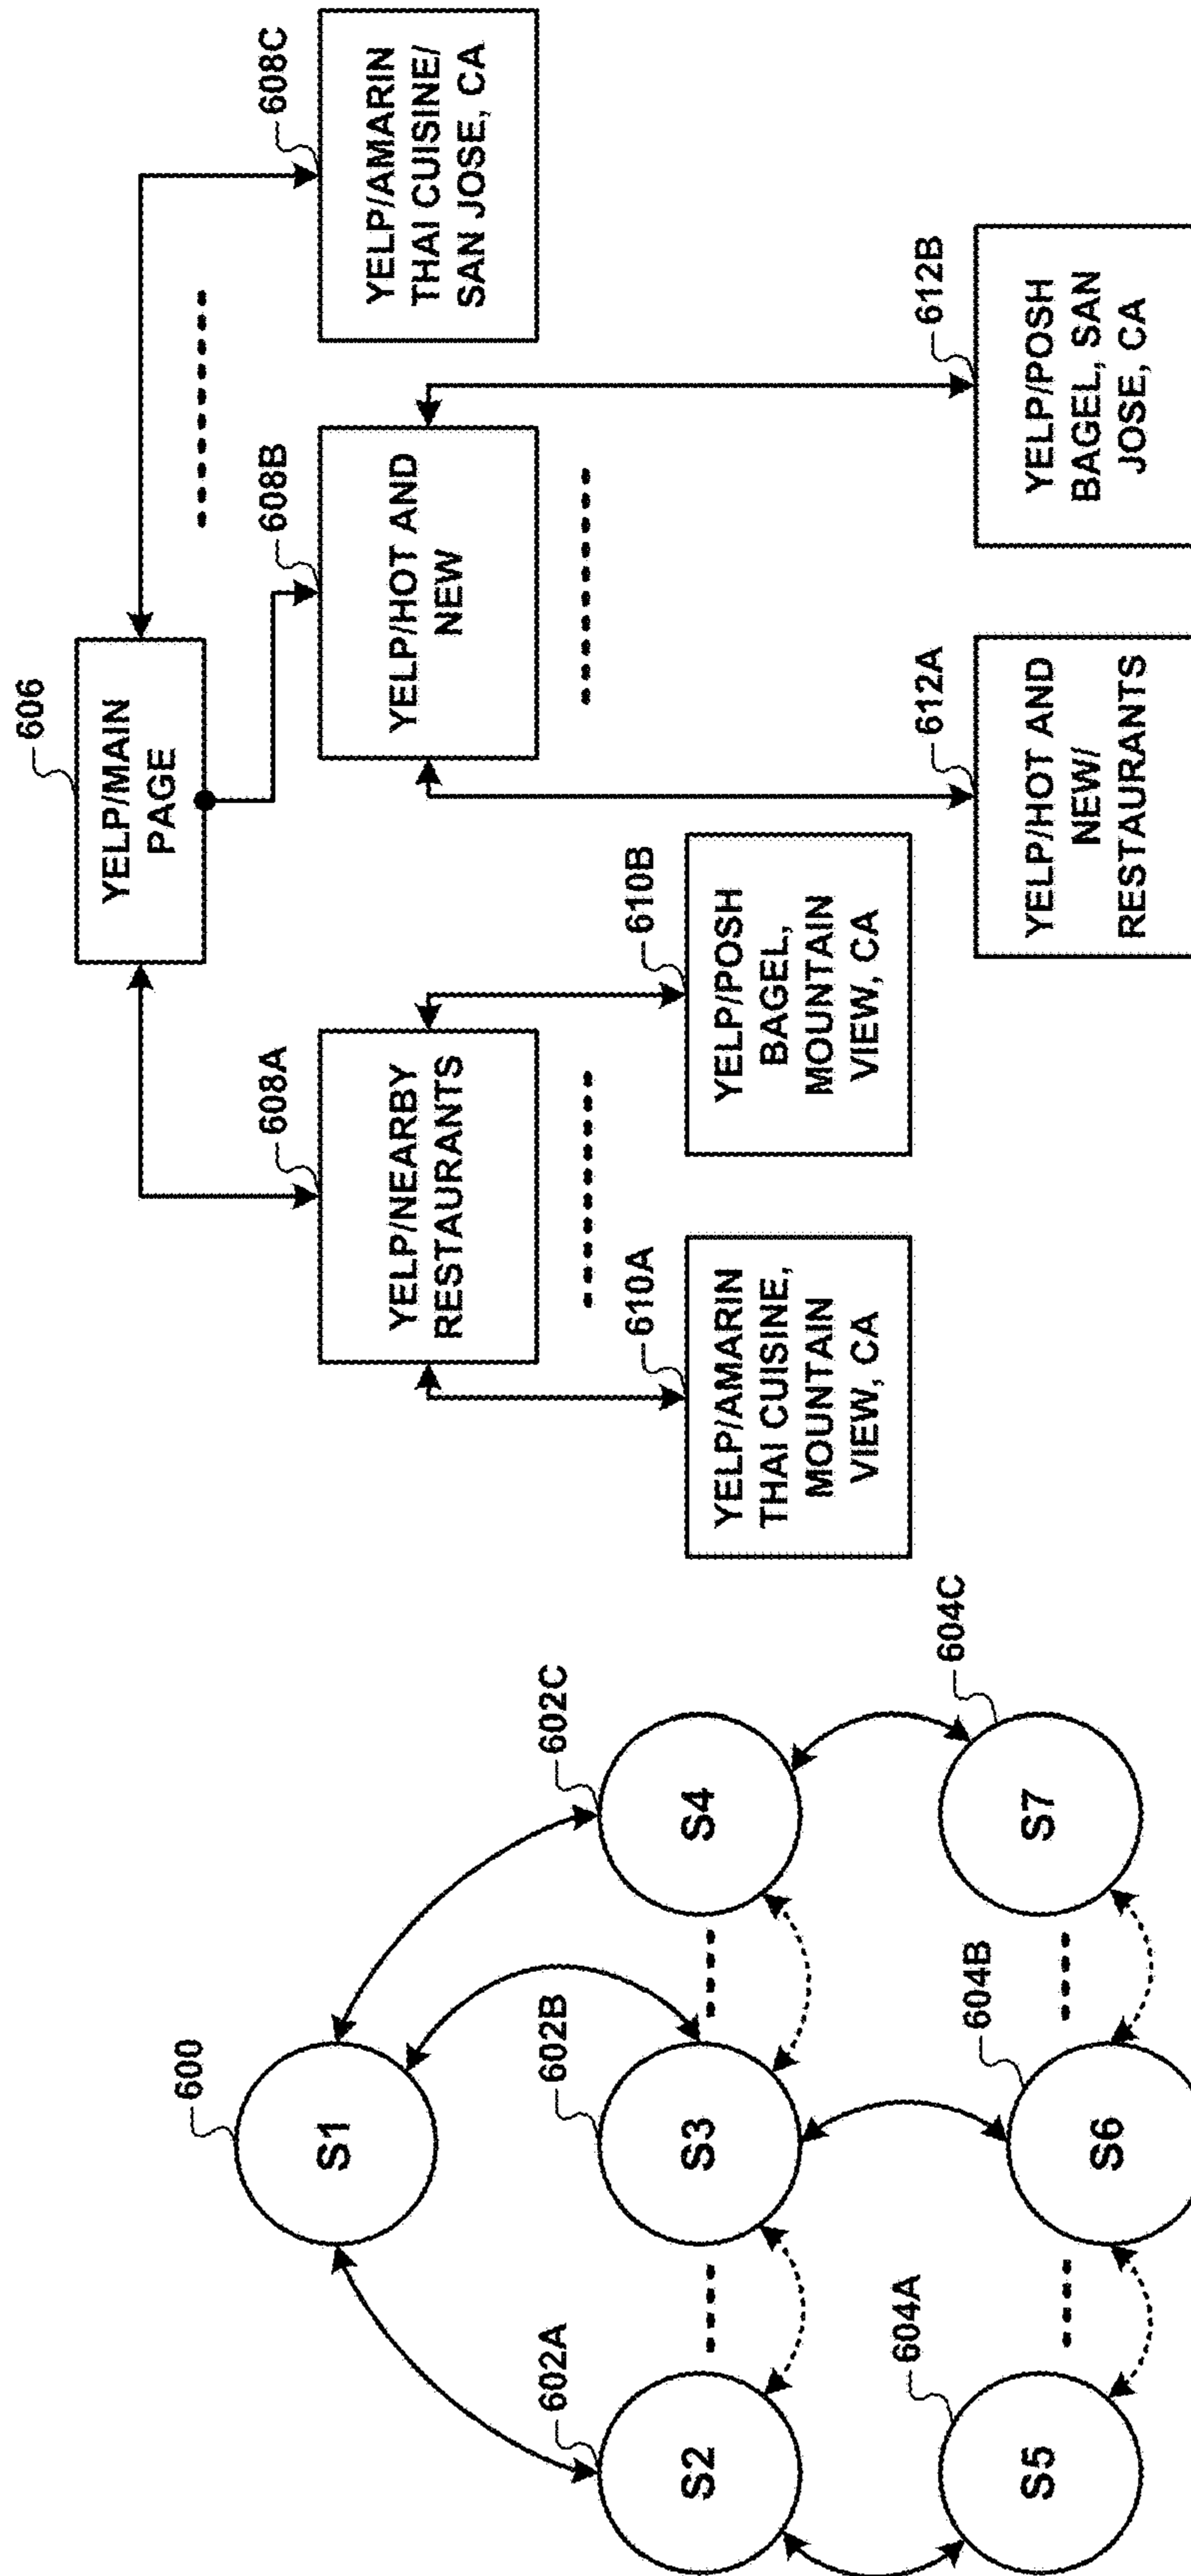 600
S1
602A
S2
602B
S3
602C
S4
604A
S5
604B
S6
604C
S7
606
YELP/MAIN
PAGE
608A
YELP/NEARBY
RESTAURANTS
608B
YELP/HOT AND
NEW
608C
YELP/AMARIN
THAI CUISINE/
SAN JOSE, CA
610A
YELP/AMARIN
THAI CUISINE,
MOUNTAIN
VIEW, CA
610B
YELP/POSH
BAGEL,
MOUNTAIN
VIEW, CA
612A
YELP/HOT AND
NEW/
RESTAURANTS
612B
YELP/POSH
BAGEL, SAN
JOSE, CA